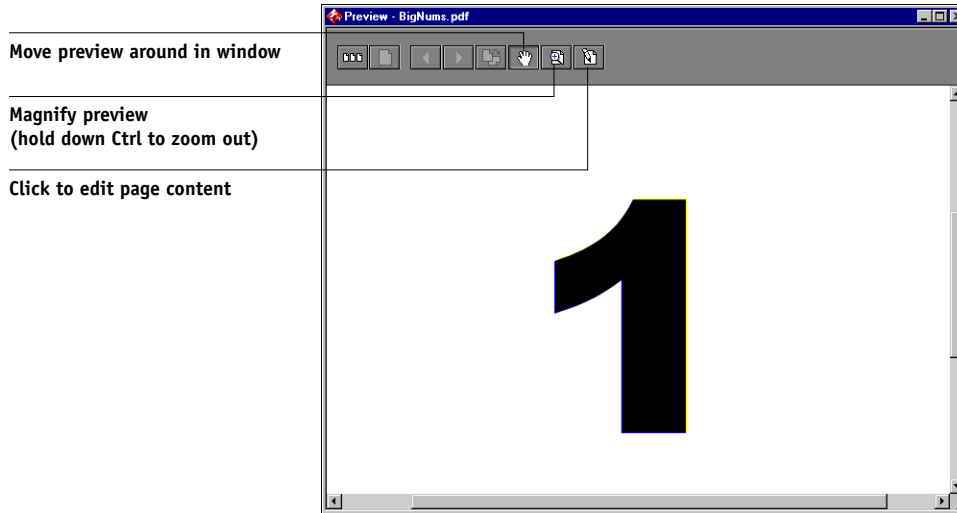 Preview - BigNums.pdf
Move preview around in window
Magnify preview
(hold down Ctrl to zoom out)
Click to edit page content
1